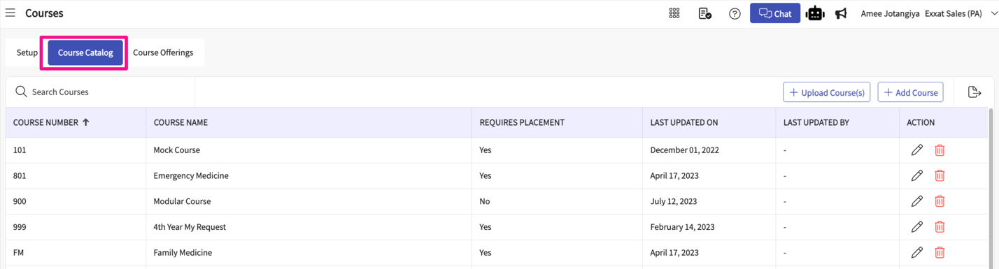 Courses
Chat
Amee Jotangiya Exxat Sales (PA)
Setup Course Catalog Course Offerings
Search Courses
+ Upload Course(s) + Add Course
COURSE NUMBER COURSE NAME REQUIRES PLACEMENT LAST UPDATED ON LAST UPDATED BY ACTION
101 Mock Course Yes December 01, 2022 -
801 Emergency Medicine Yes April 17, 2023 -
900 Modular Course No July 12, 2023 -
999 4th Year My Request Yes February 14, 2023 -
FM Family Medicine Yes April 17, 2023 -